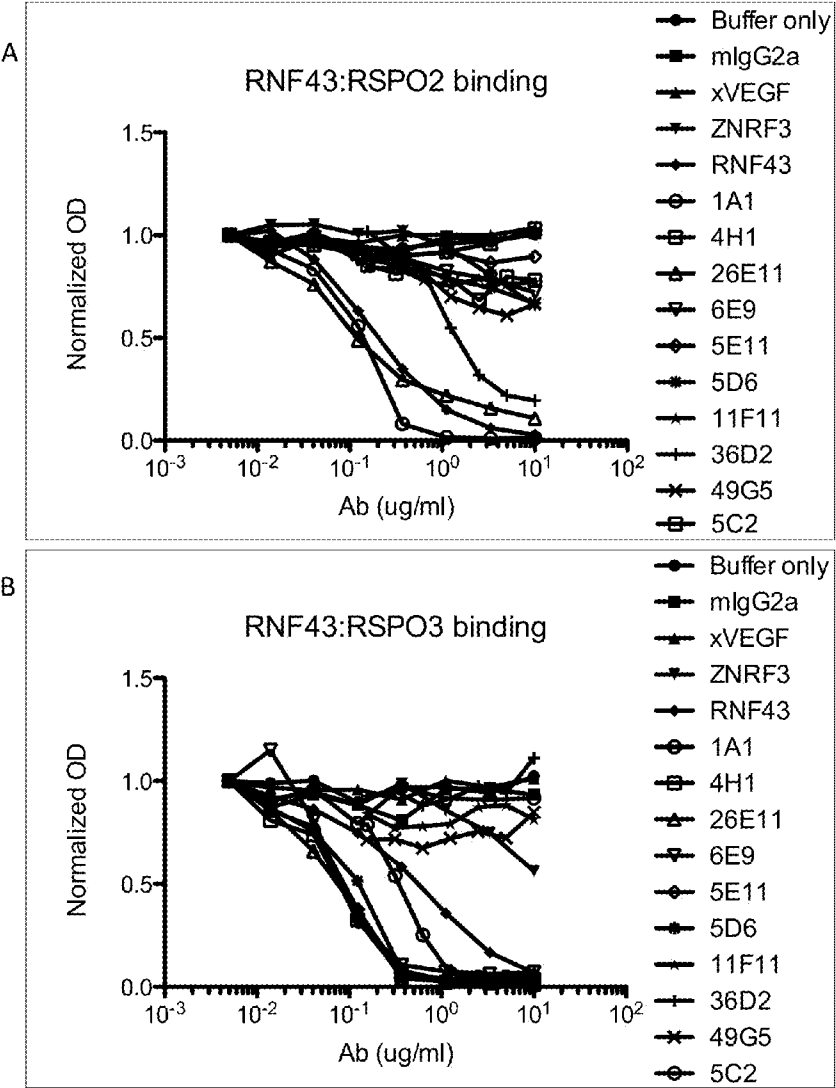 A
RNF43:RSPO2 binding
Normalized OD
1.5
1.0
0.5
0.0
10-3
10-2
10-1
100
101
102
Ab (ug/ml)
Buffer only
mIgG2a
xVEGF
ZNRF3
RNF43
1A1
4H1
26E11
6E9
5E11
5D6
11F11
36D2
49G5
5C2
B
RNF43:RSPO3 binding
Normalized OD
1.5
1.0
0.5
0.0
10-3
10-2
10-1
100
101
102
Ab (ug/ml)
Buffer only
mIgG2a
xVEGF
ZNRF3
RNF43
1A1
4H1
26E11
6E9
5E11
5D6
11F11
36D2
49G5
5C2